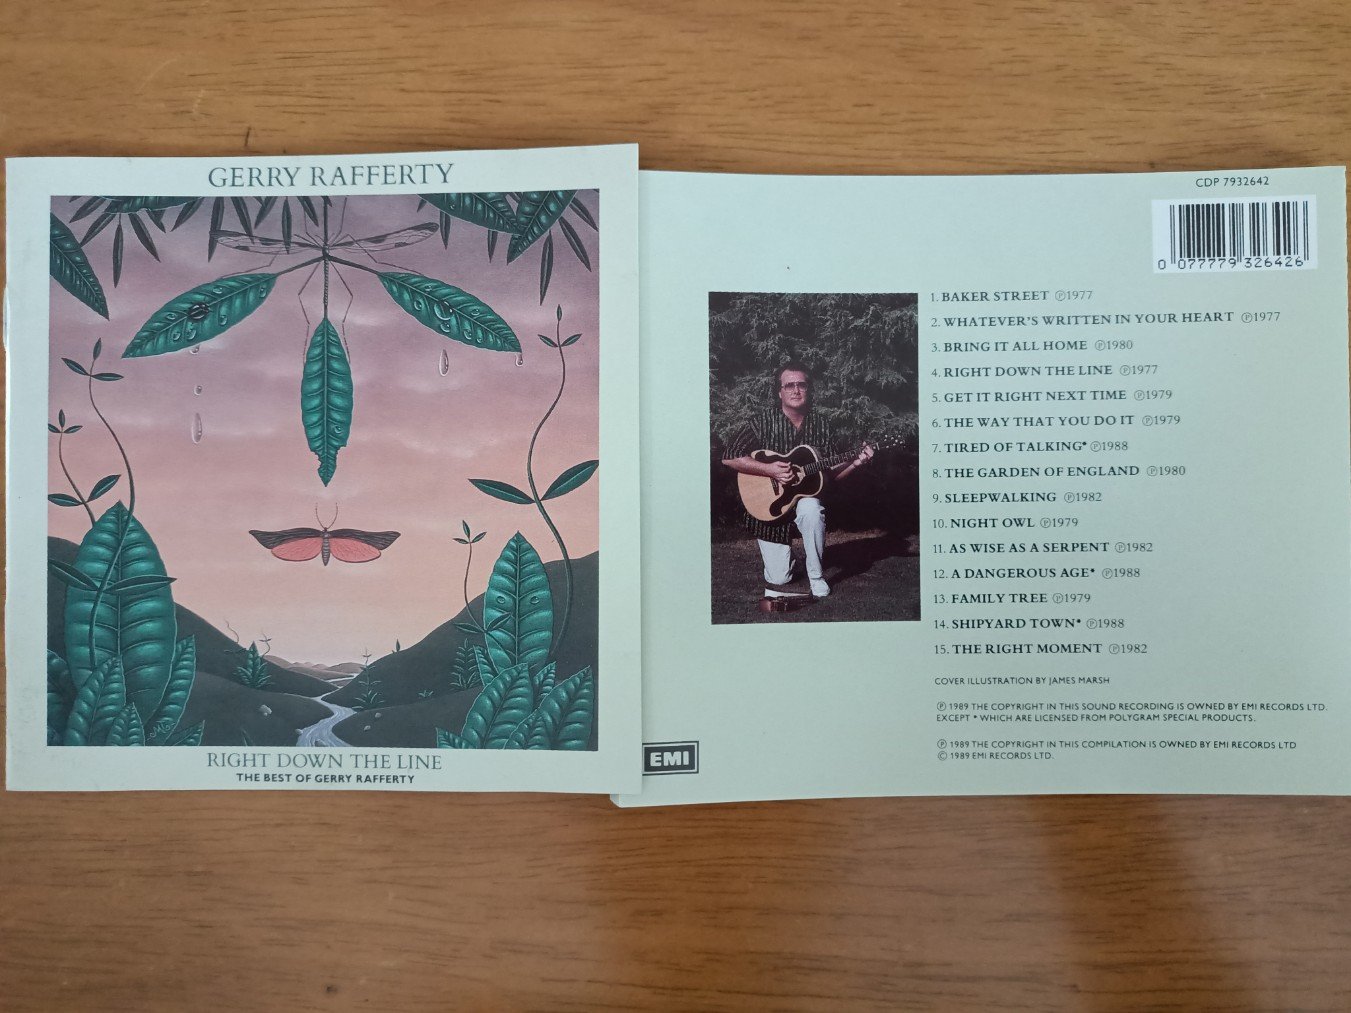 GERRY RAFFERTY
RIGHT DOWN THE LINE
THE BEST OF GERRY RAFFERTY
CDP 7932642
0 077779 326426
1. BAKER STREET ℗1977
2. WHATEVER'S WRITTEN IN YOUR HEART ℗1977
3. BRING IT ALL HOME ℗1980
4. RIGHT DOWN THE LINE ℗1977
5. GET IT RIGHT NEXT TIME ℗1979
6. THE WAY THAT YOU DO IT ℗1979
7. TIRED OF TALKING* ℗1988
8. THE GARDEN OF ENGLAND ℗1980
9. SLEEPWALKING ℗1982
10. NIGHT OWL ℗1979
11. AS WISE AS A SERPENT ℗1982
12. A DANGEROUS AGE* ℗1988
13. FAMILY TREE ℗1979
14. SHIPYARD TOWN* ℗1988
15. THE RIGHT MOMENT ℗1982
COVER ILLUSTRATION BY JAMES MARSH
℗ 1989 THE COPYRIGHT IN THIS SOUND RECORDING IS OWNED BY EMI RECORDS LTD.
EXCEPT * WHICH ARE LICENSED FROM POLYGRAM SPECIAL PRODUCTS.
℗ 1989 THE COPYRIGHT IN THIS COMPILATION IS OWNED BY EMI RECORDS LTD
© 1989 EMI RECORDS LTD.
EMI